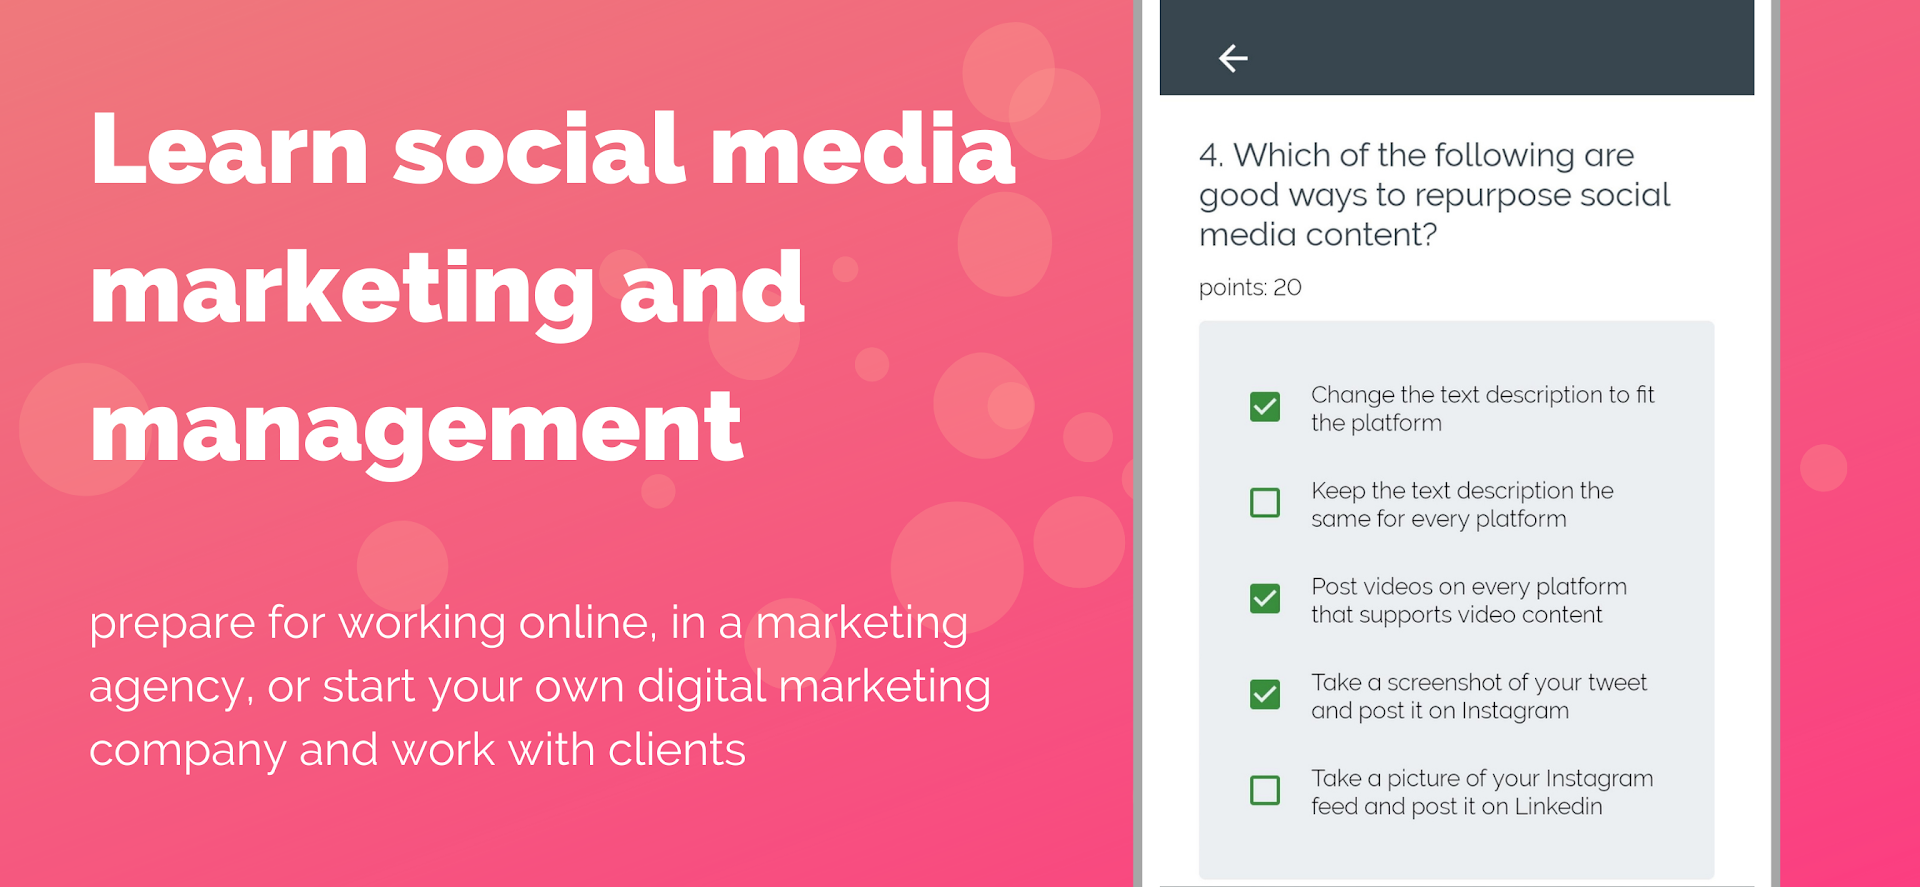 Learn social media
marketing and
management
prepare for working online, in a marketing
agency, or start your own digital marketing
company and work with clients
4. Which of the following are
good ways to repurpose social
media content?
points: 20
Change the text description to fit
the platform
Keep the text description the
same for every platform
Post videos on every platform
that supports video content
Take a screenshot of your tweet
and post it on Instagram
Take a picture of your Instagram
feed and post it on Linkedin